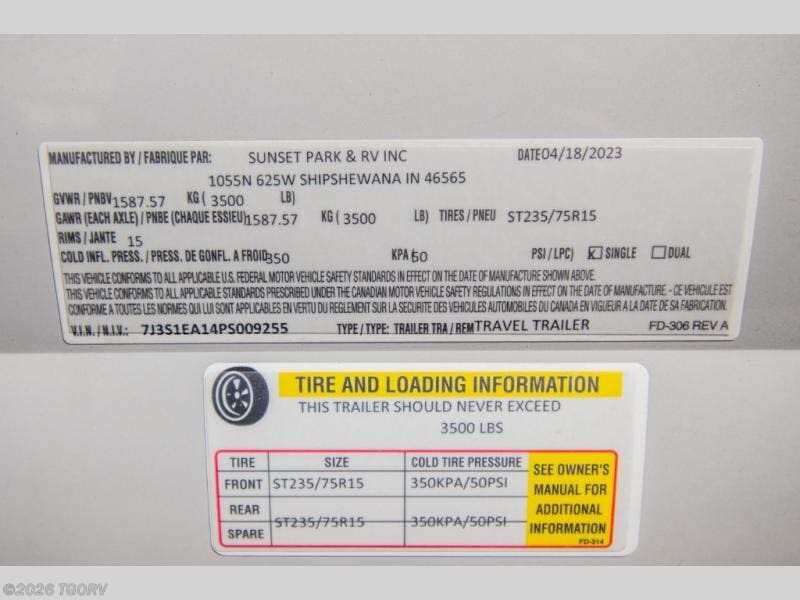 MANUFACTURED BY / FABRIQUE PAR: SUNSET PARK & RV INC DATE04/18/2023
1055N 625W SHIPSHEWANA IN 46565
GVWR / PNBV 1587.57 KG ( 3500 LB)
GAWR (EACH AXLE) / PNBE (CHAQUE ESSIEU) 1587.57 KG ( 3500 LB) TIRES / PNEU ST235/75R15
RIMS / JANTE 15
COLD INFL. PRESS. / PRESS. DE GONFL. A FROID 350 KPA 50 PSI / LPC) X SINGLE DUAL
THIS VEHICLE CONFORMS TO ALL APPLICABLE U.S. FEDERAL MOTOR VEHICLE SAFETY STANDARDS IN EFFECT ON THE DATE OF MANUFACTURE SHOWN ABOVE.
THIS VEHICLE CONFORMS TO ALL APPLICABLE STANDARDS PRESCRIBED UNDER THE CANADIAN MOTOR VEHICLE SAFETY REGULATIONS IN EFFECT ON THE DATE OF MANUFACTURE. - CE VEHICULE EST
CONFORME A TOUTES LES NORMES QUI LUI SONT APPLICABLES EN VERTU DU REGLEMENT SUR LA SECURITE DES VEHICULES AUTOMOBILES DU CANADA EN VIGUEUR A LA DATE DE SA FABRICATION.
V.I.N. / N.I.V.: 7J3S1EA14PS009255 TYPE / TYPE: TRAILER TRA / REM TRAVEL TRAILER FD-306 REV A
TIRE AND LOADING INFORMATION
THIS TRAILER SHOULD NEVER EXCEED
3500 LBS
TIRE SIZE COLD TIRE PRESSURE
FRONT ST235/75R15 350KPA/50PSI
REAR
ST235/75R15 350KPA/50PSI
SPARE
SEE OWNER'S
MANUAL FOR
ADDITIONAL
INFORMATION
FD-314
©2026 TGORV